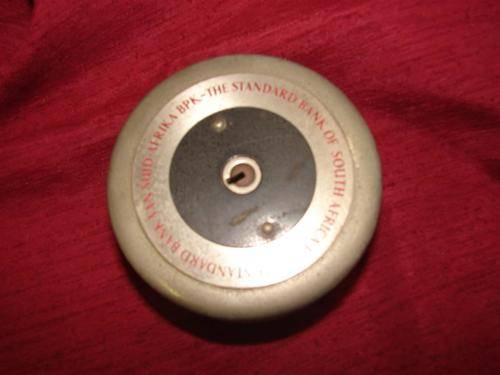 STANDARD BANK VAN SUID-AFRIKA BPK.-THE STANDARD BANK OF SOUTH AFRICA